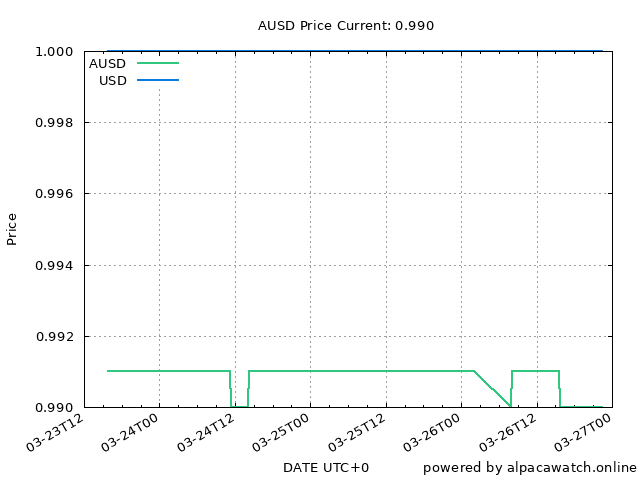 AUSD Price Current: 0.990
1.000
AUSD
USD
0.998
0.996
Price
0.994
0.992
0.990
03-23T12
03-24T00
03-24T12
03-25T00
03-25T12
03-26T00
03-26T12
03-27T00
DATE UTC+0
powered by alpacawatch.online